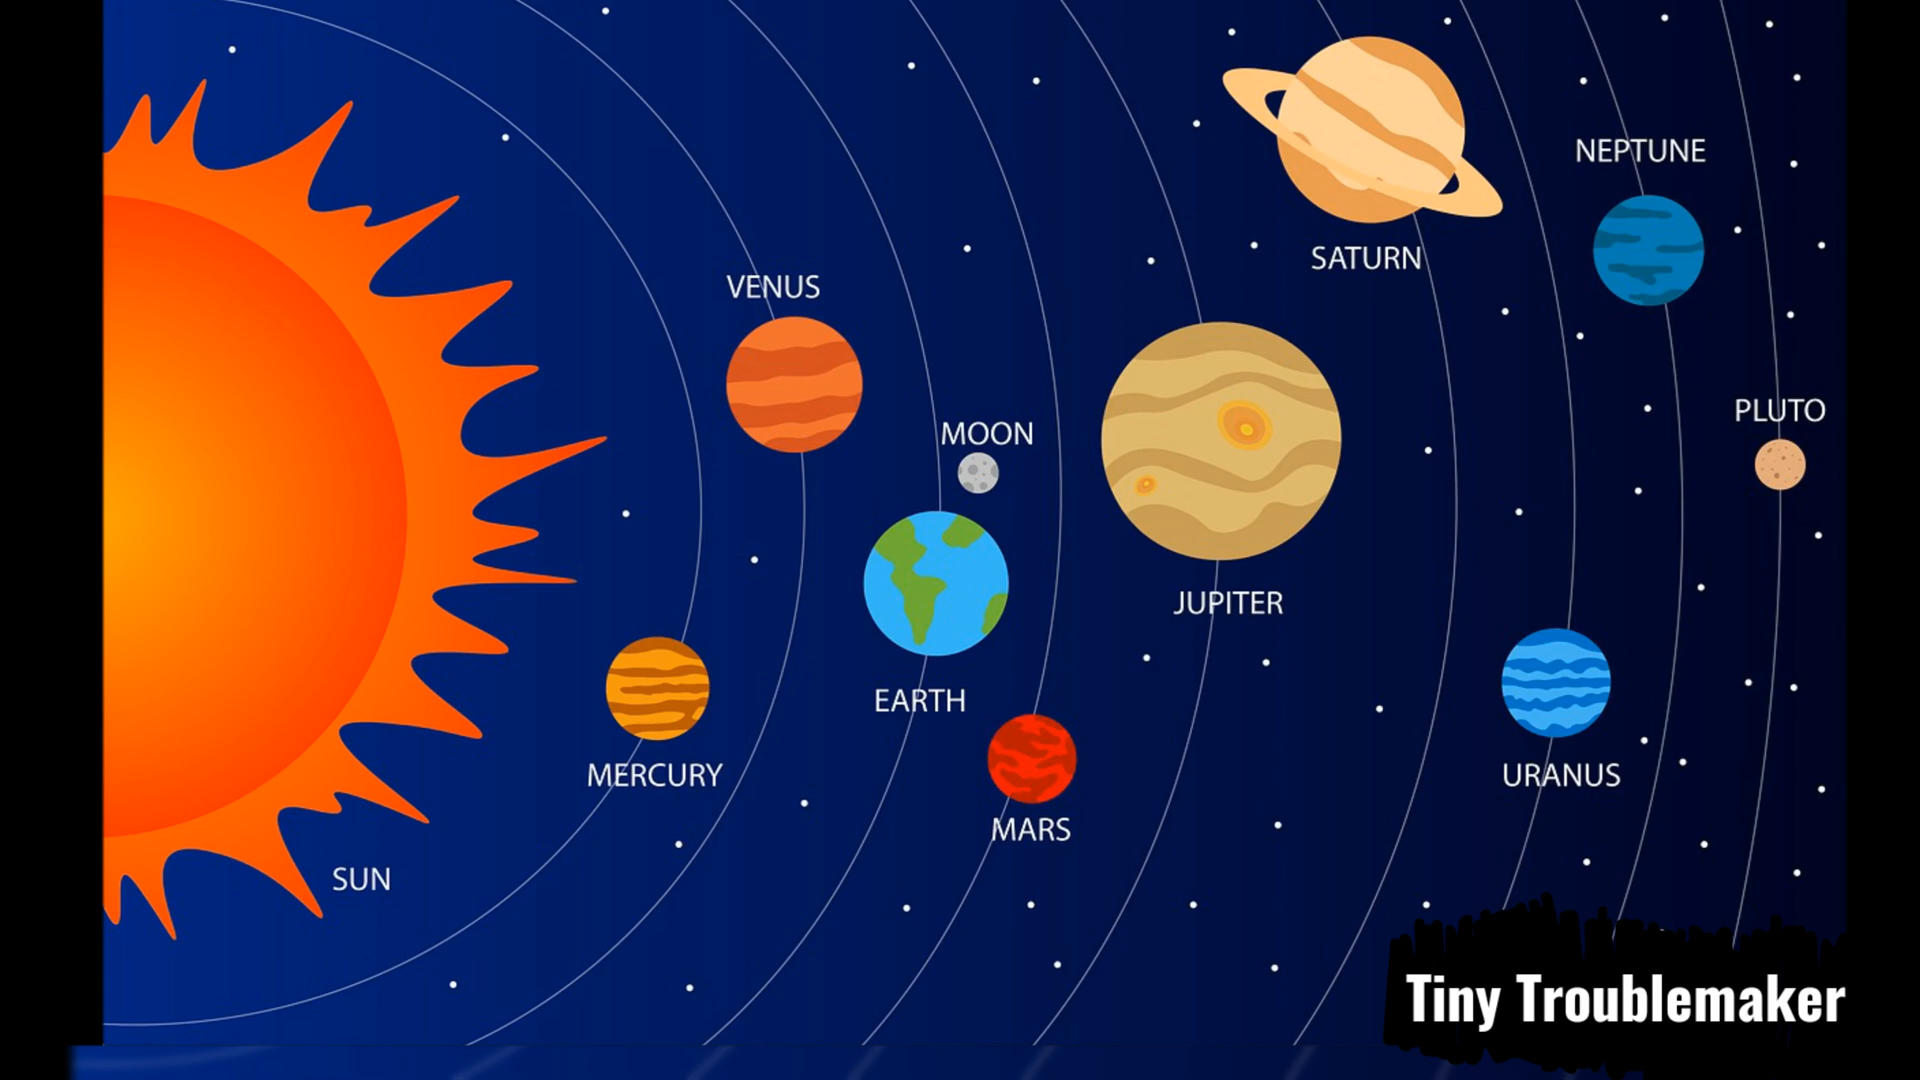 NEPTUNE
SATURN
VENUS
PLUTO
MOON
JUPITER
EARTH
MERCURY
URANUS
MARS
SUN
Tiny Troublemaker